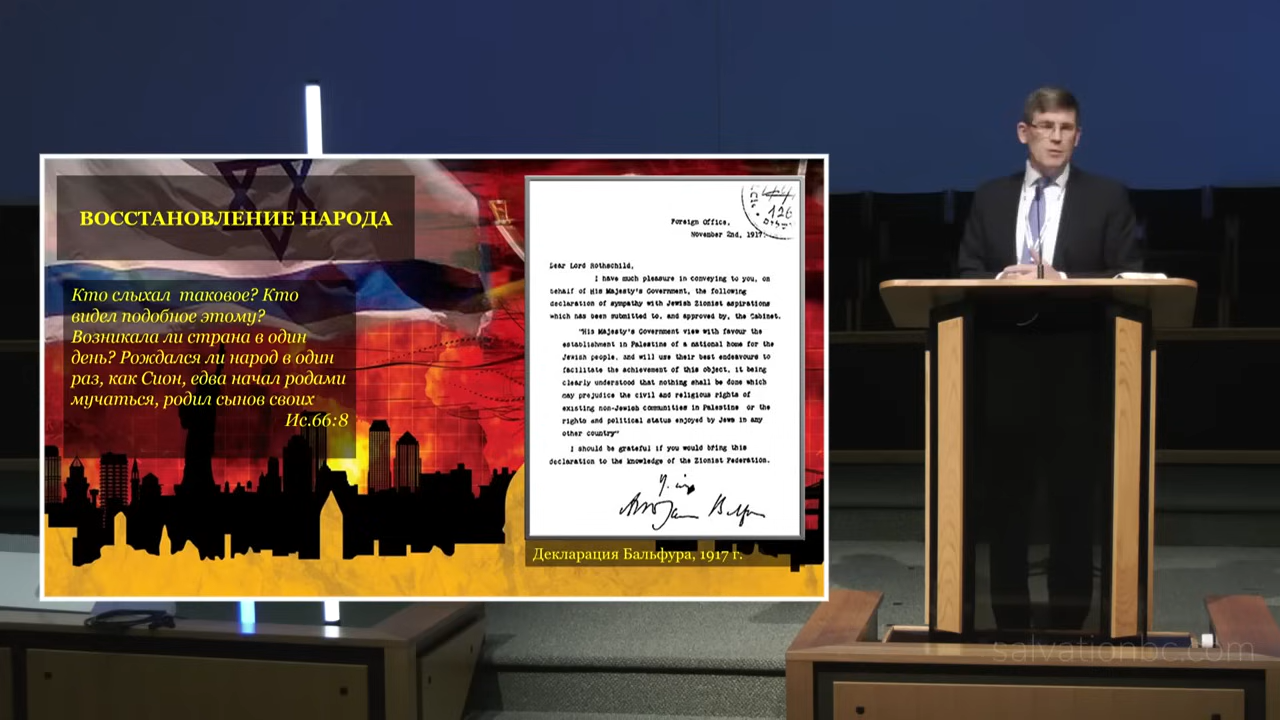 ВОССТАНОВЛЕНИЕ НАРОДА
Кто слыхал таковое? Кто
видел подобное этому?
Возникала ли страна в один
день? Рождался ли народ в один
раз, как Сион, едва начал родами
мучаться, родил сынов своих
Ис.66:8
126
Foreign Office,
November 2nd, 1917.
Dear Lord Rothschild,
I have much pleasure in conveying to you, on
behalf of His Majesty's Government, the following
declaration of sympathy with Jewish Zionist aspirations
which has been submitted to, and approved by, the Cabinet.
"His Majesty's Government view with favour the
establishment in Palestine of a national home for the
Jewish people, and will use their best endeavours to
facilitate the achievement of this object, it being
clearly understood that nothing shall be done which
may prejudice the civil and religious rights of
existing non-Jewish communities in Palestine or the
rights and political status enjoyed by Jews in any
other country"
I should be grateful if you would bring this
declaration to the knowledge of the Zionist Federation.
Декларация Бальфура, 1917 г.
salvationbc.com